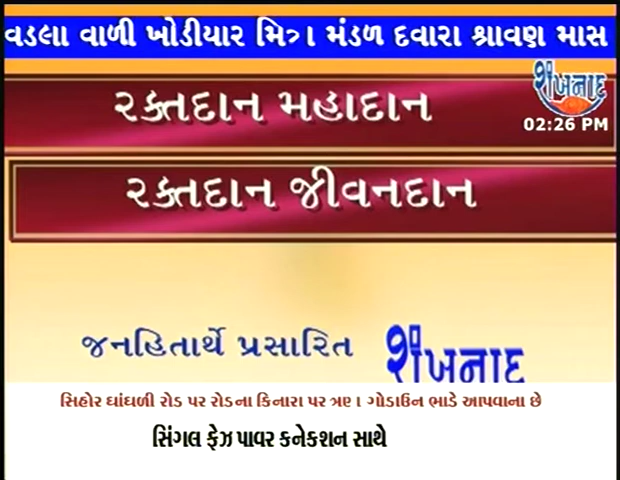 વડલા વાળી ખોડીયાર મિત્ર। મંડળ દવારા શ્રાવણ માસ
શંખનાદ
02:26 PM
રક્તદાન મહાદાન
રક્તદાન જીવનદાન
જનહિતાર્થે પ્રસારિત શંખનાદ
સિહોર ઘાંઘળી રોડ પર રોડના કિનારા પર ત્રણ। ગોડાઉન ભાડે આપવાના છે
સિંગલ ફેઝ પાવર કનેકશન સાથે